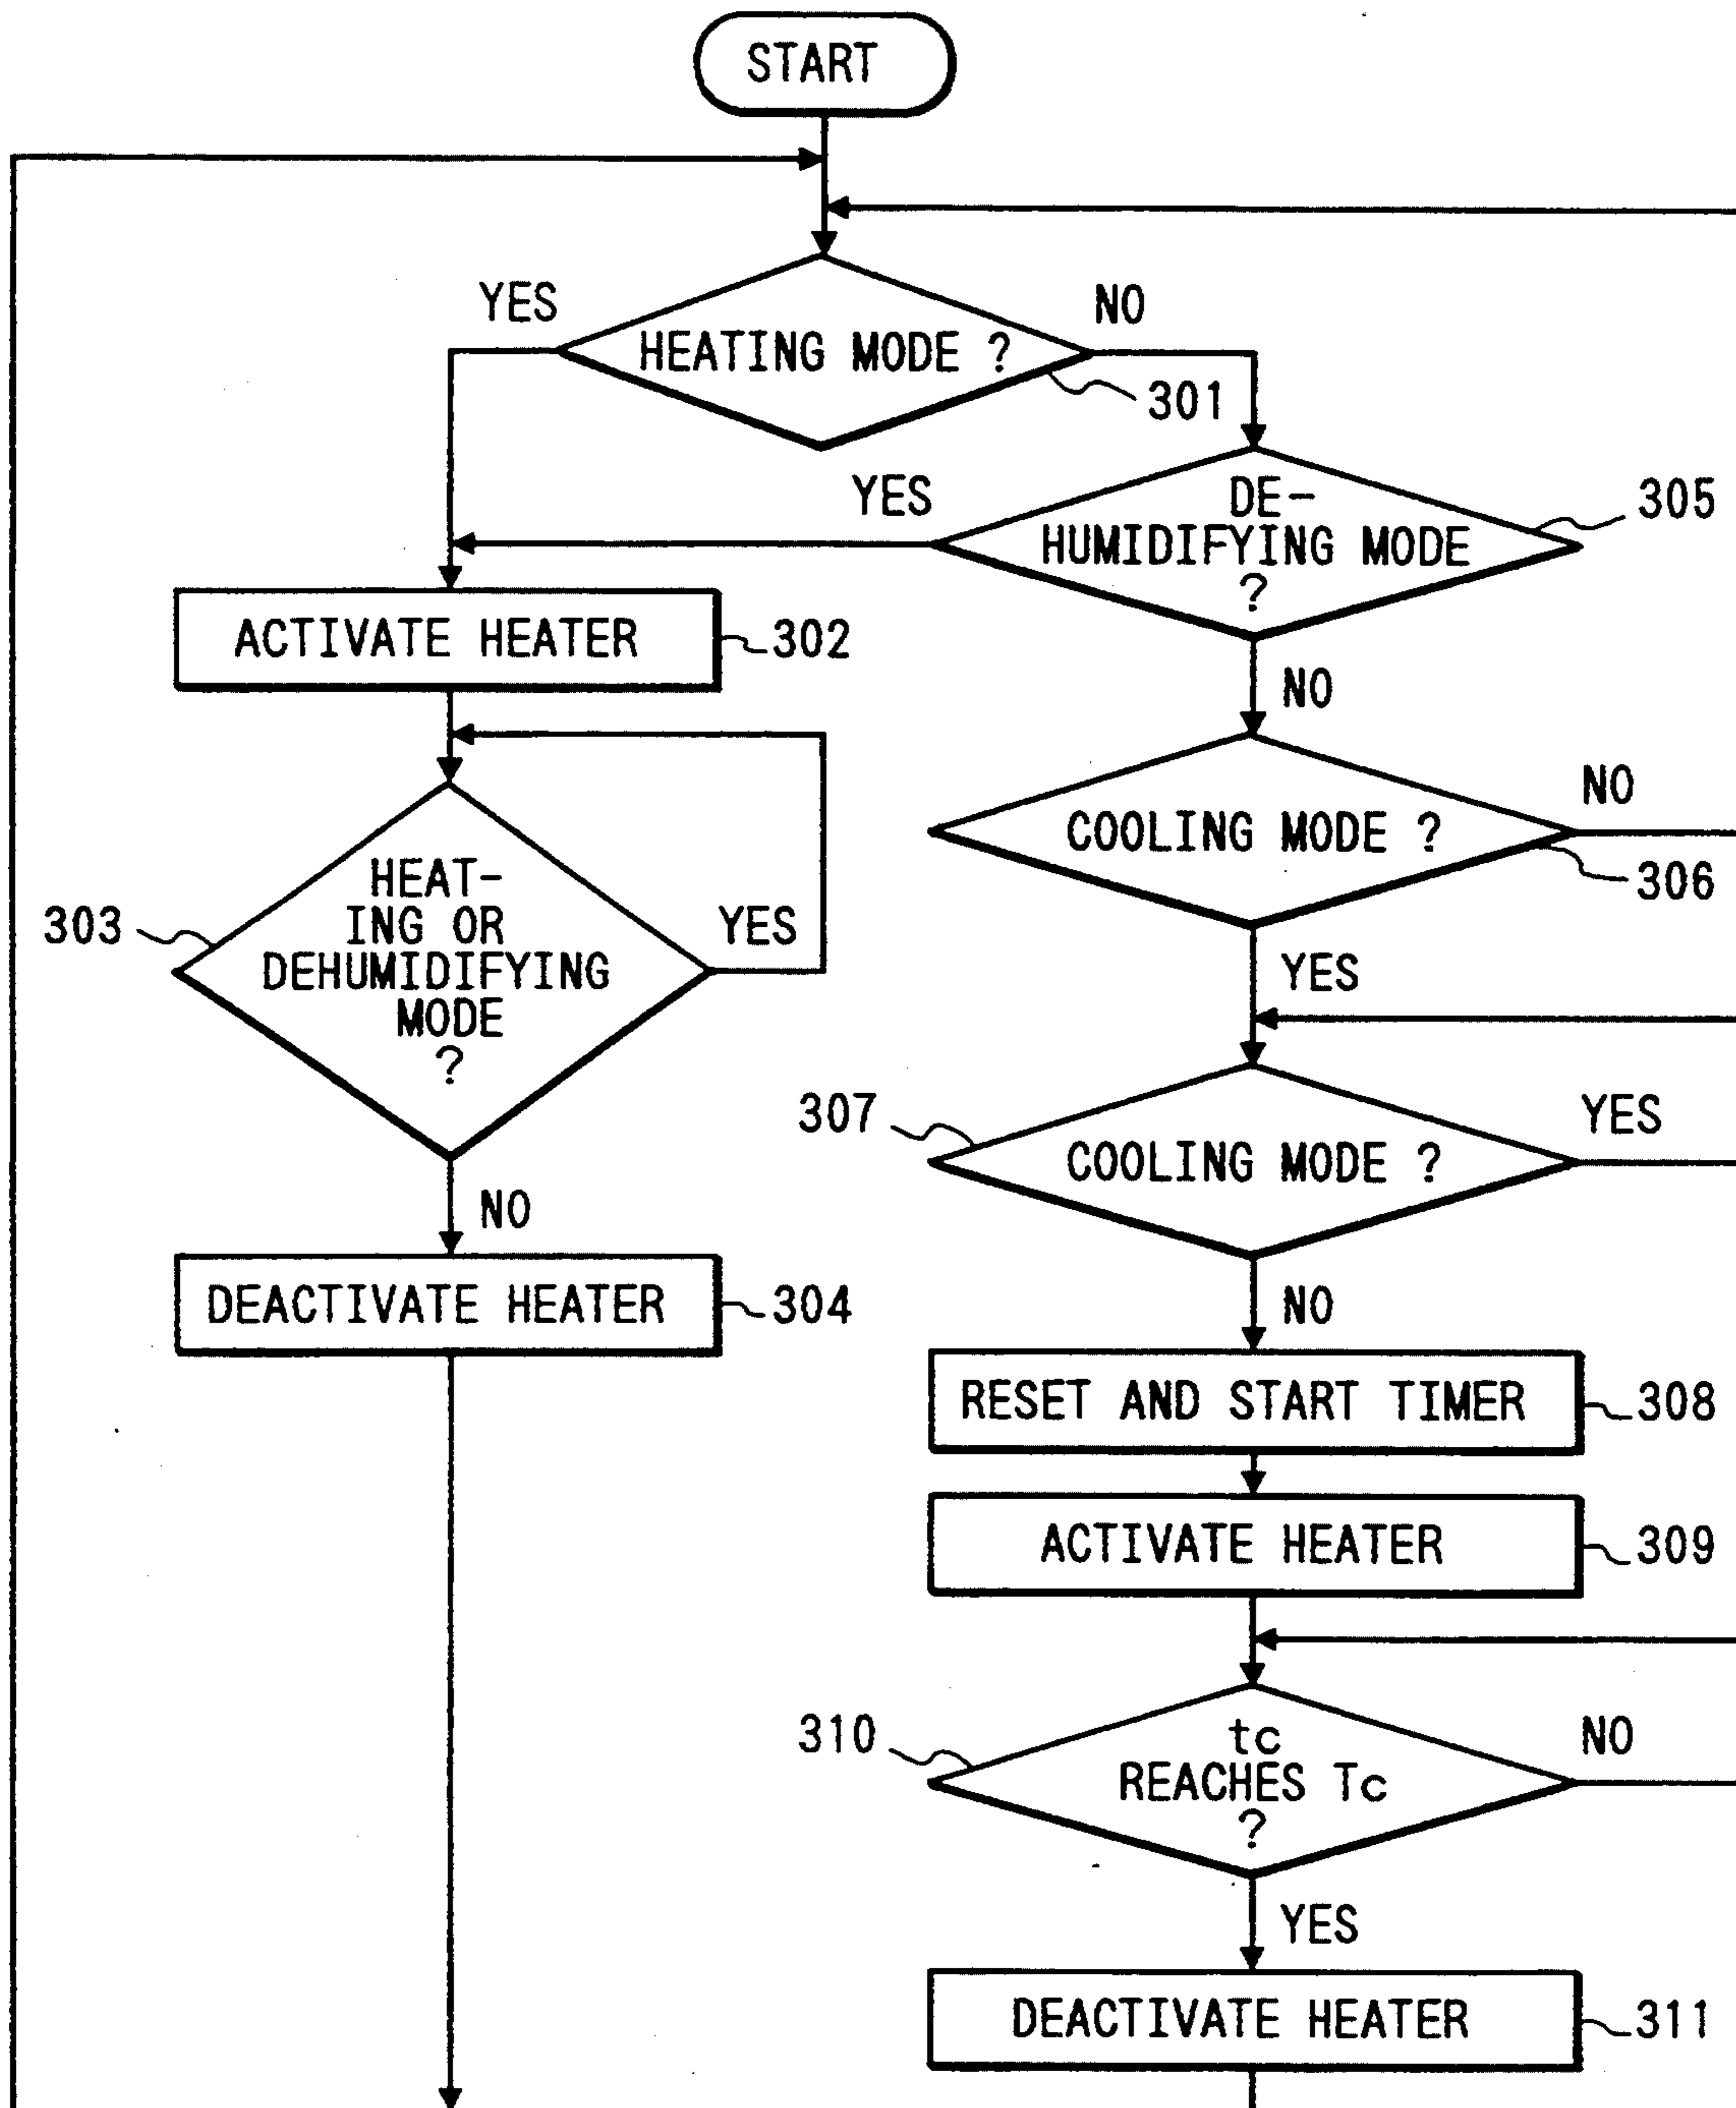 START
YES
NO
HEATING MODE ?
301
YES
DE-
HUMIDIFYING MODE
?
305
ACTIVATE HEATER
302
NO
COOLING MODE ?
NO
306
303
HEAT-
ING OR
DEHUMIDIFYING
MODE
?
YES
YES
307
COOLING MODE ?
YES
NO
DEACTIVATE HEATER
304
NO
RESET AND START TIMER
308
ACTIVATE HEATER
309
310
tc
REACHES Tc
?
NO
YES
DEACTIVATE HEATER
311